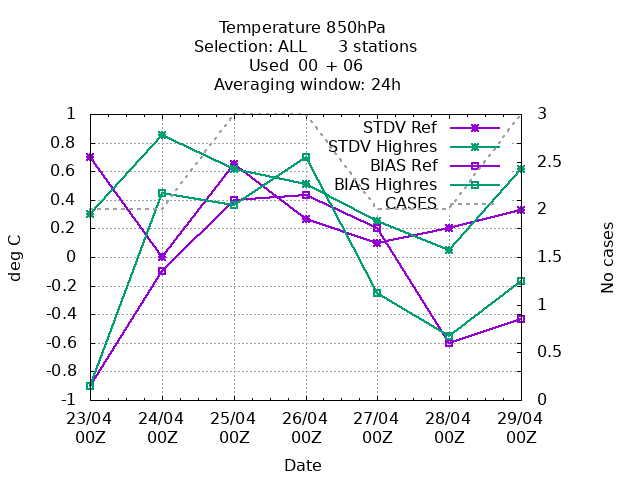 Temperature 850hPa
Selection: ALL      3 stations
Used  00 + 06
Averaging window: 24h
1 3
STDV Ref
0.8
STDV Highres
2.5
0.6
BIAS Ref
BIAS Highres
0.4
CASES
2
0.2
0 1.5
-0.2
-0.4 1
-0.6
0.5
-0.8
-1 0
deg C
No cases
23/04 24/04 25/04 26/04 27/04 28/04 29/04
00Z 00Z 00Z 00Z 00Z 00Z 00Z
Date